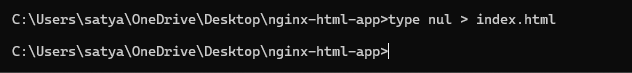 C:\Users\satya\OneDrive\Desktop\nginx-html-app>type nul > index.html
C:\Users\satya\OneDrive\Desktop\nginx-html-app>